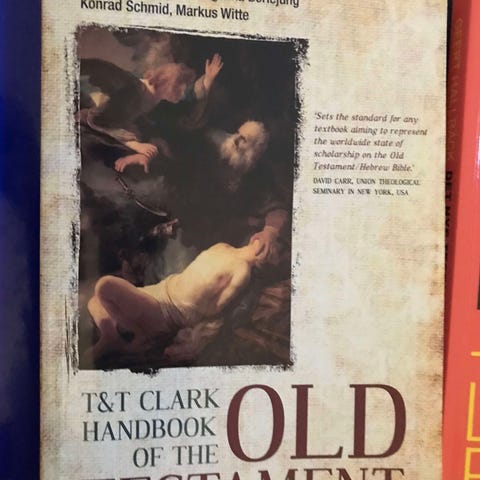 Konrad Schmid, Markus Witte
'Sets the standard for any
textbook aiming to represent
the worldwide state of
scholarship on the Old
Testament/Hebrew Bible.'
DAVID CARR, UNION THEOLOGICAL
SEMINARY IN NEW YORK, USA
T&T CLARK
HANDBOOK
OF THE
OLD
TESTAMENT